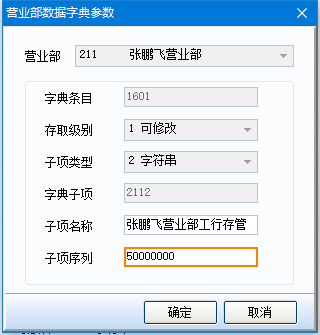 营业部数据字典参数
营业部 211 张鹏飞营业部
字典条目 1601
存取级别 1 可修改
子项类型 2 字符串
字典子项 2112
子项名称 张鹏飞营业部工行存管
子项序列 50000000
确定 取消